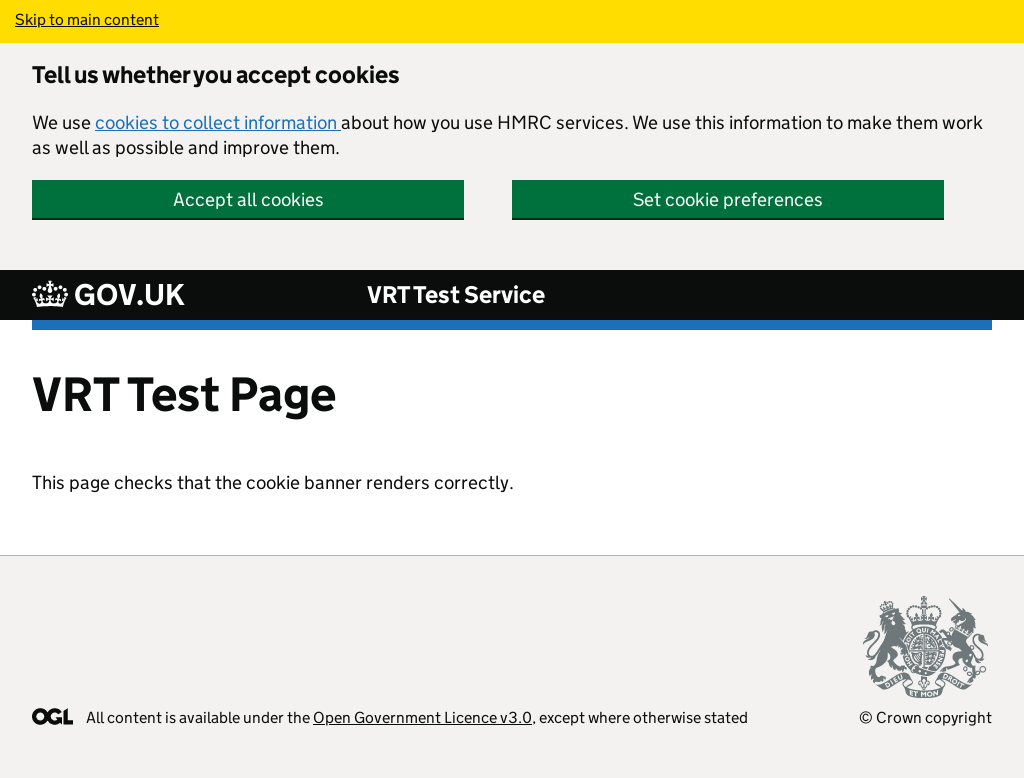 Skip to main content
Tell us whether you accept cookies
We use cookies to collect information about how you use HMRC services. We use this information to make them work
as well as possible and improve them.
Accept all cookies
Set cookie preferences
GOV.UK
VRT Test Service
VRT Test Page
This page checks that the cookie banner renders correctly.
OGL
All content is available under the Open Government Licence v3.0, except where otherwise stated
DIEU ET MON DROIT
© Crown copyright